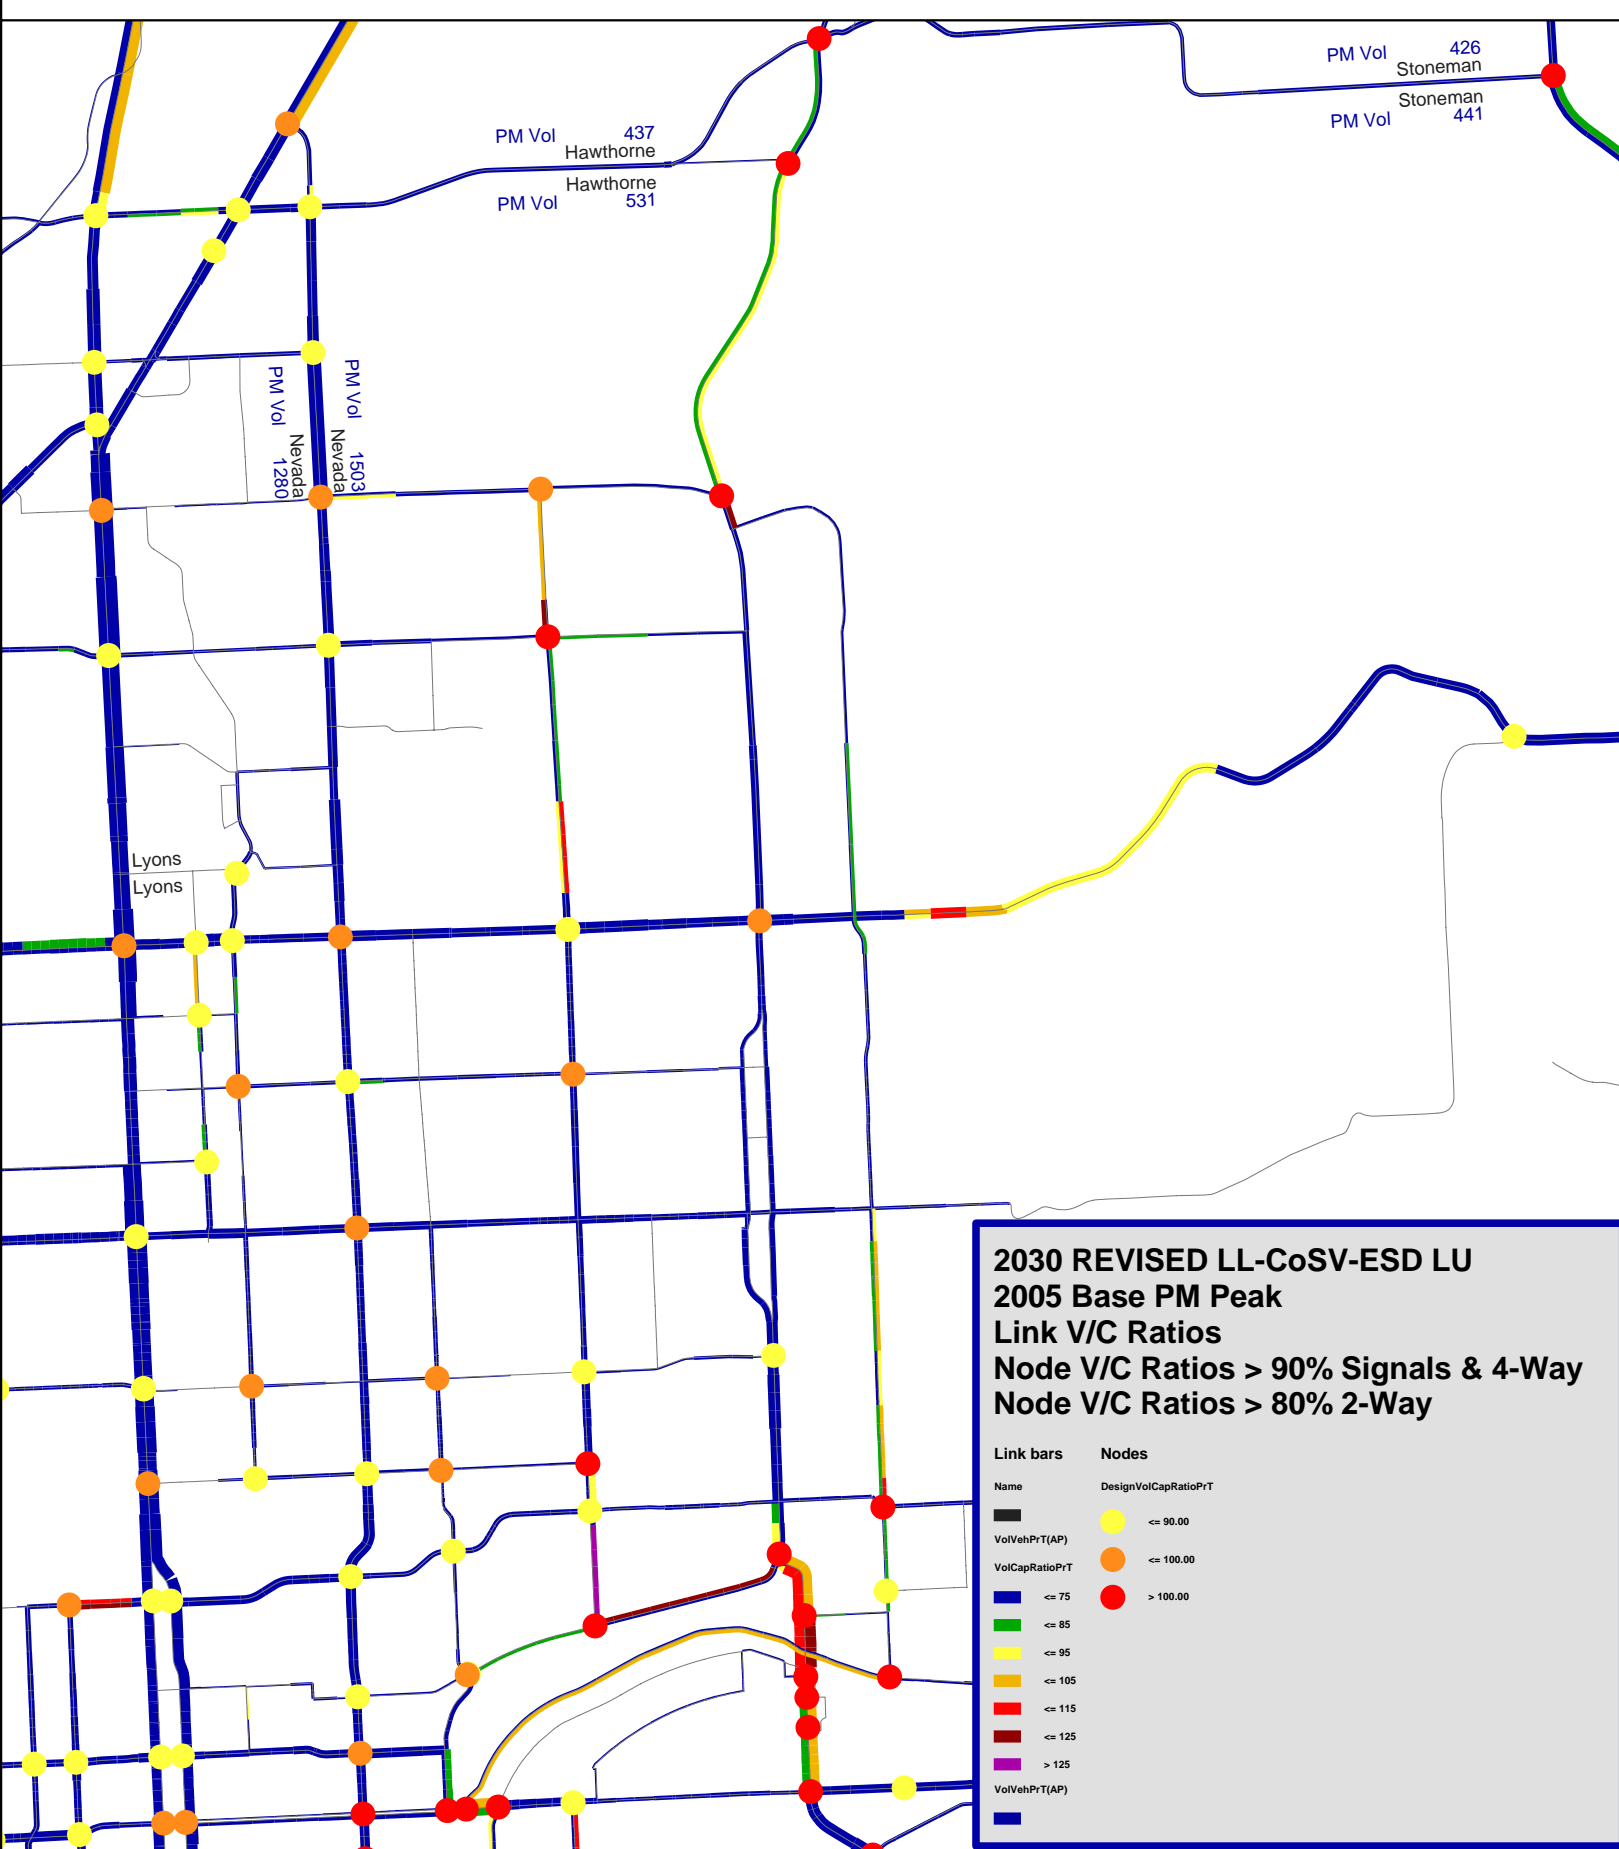 PM Vol 426
Stoneman
Stoneman
PM Vol 441
PM Vol 437
Hawthorne
Hawthorne
PM Vol 531
PM Vol 1503
Nevada
Nevada
PM Vol 1280
Lyons
Lyons
2030 REVISED LL-CoSV-ESD LU
2005 Base PM Peak
Link V/C Ratios
Node V/C Ratios > 90% Signals & 4-Way
Node V/C Ratios > 80% 2-Way
Link bars
Name
VolVehPrT(AP)
VolCapRatioPrT
<= 75
<= 85
<= 95
<= 105
<= 115
<= 125
> 125
VolVehPrT(AP)
Nodes
DesignVolCapRatioPrT
<= 90.00
<= 100.00
> 100.00